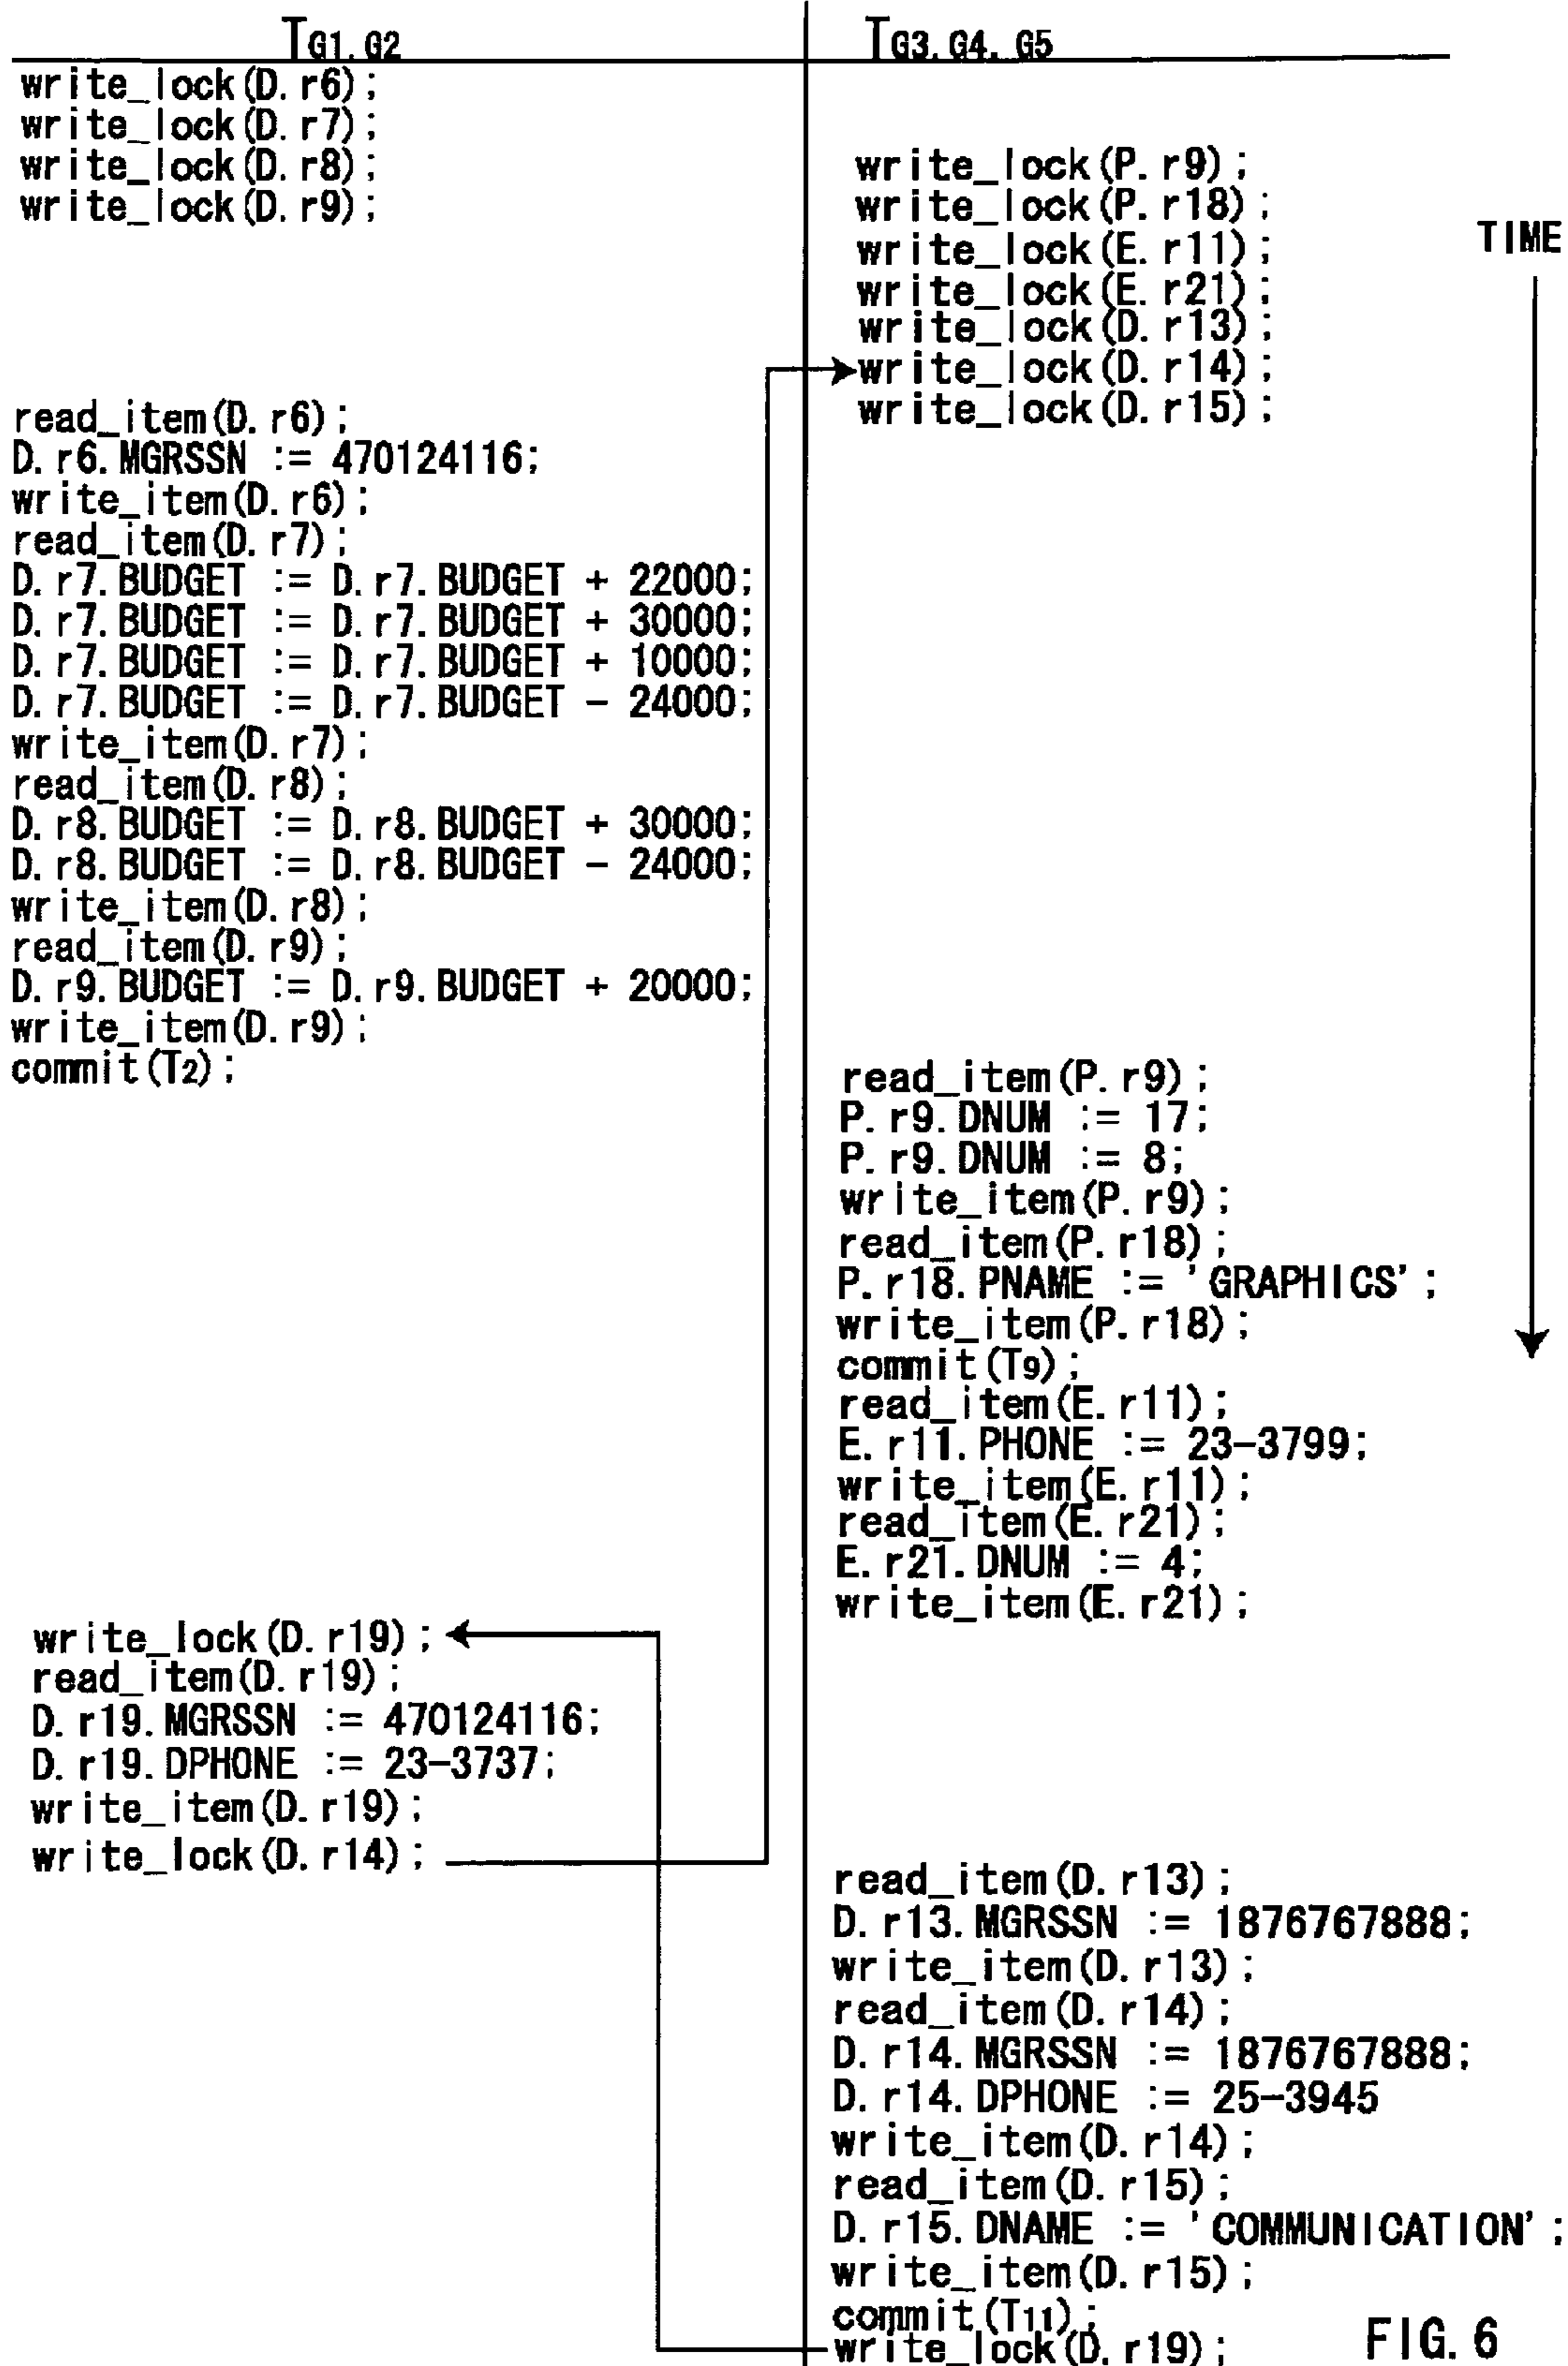 TG1, G2
write_lock(D. r6);
write_lock(D. r7);
write_lock(D. r8);
write_lock(D. r9);
read_item(D. r6);
D. r6. MGRSSN := 470124116;
write_item(D. r6);
read_item(D. r7);
D. r7. BUDGET := D. r7. BUDGET + 22000;
D. r7. BUDGET := D. r7. BUDGET + 30000;
D. r7. BUDGET := D. r7. BUDGET + 10000;
D. r7. BUDGET := D. r7. BUDGET - 24000;
write_item(D. r7);
read_item(D. r8);
D. r8. BUDGET := D. r8. BUDGET + 30000;
D. r8. BUDGET := D. r8. BUDGET - 24000;
write_item(D. r8);
read_item(D. r9);
D. r9. BUDGET := D. r9. BUDGET + 20000;
write_item(D. r9);
commit(T2);
write_lock(D. r19);
read_item(D. r19);
D. r19. MGRSSN := 470124116;
D. r19. DPHONE := 23-3737;
write_item(D. r19);
write_lock(D. r14);
TG3, G4, G5
write_lock(P. r9);
write_lock(P. r18);
write_lock(E. r11);
write_lock(E. r21);
write_lock(D. r13);
write_lock(D. r14);
write_lock(D. r15);
read_item(P. r9);
P. r9. DNUM := 17;
P. r9. DNUM := 8;
write_item(P. r9);
read_item(P. r18);
P. r18. PNAME := 'GRAPHICS';
write_item(P. r18);
commit(T9);
read_item(E. r11);
E. r11. PHONE := 23-3799;
write_item(E. r11);
read_item(E. r21);
E. r21. DNUM := 4;
write_item(E. r21);
read_item(D. r13);
D. r13. MGRSSN := 1876767888;
write_item(D. r13);
read_item(D. r14);
D. r14. MGRSSN := 1876767888;
D. r14. DPHONE := 25-3945
write_item(D. r14);
read_item(D. r15);
D. r15. DNAME := 'COMMUNICATION';
write_item(D. r15);
commit(T11);
write_lock(D. r19);
TIME
FIG. 6